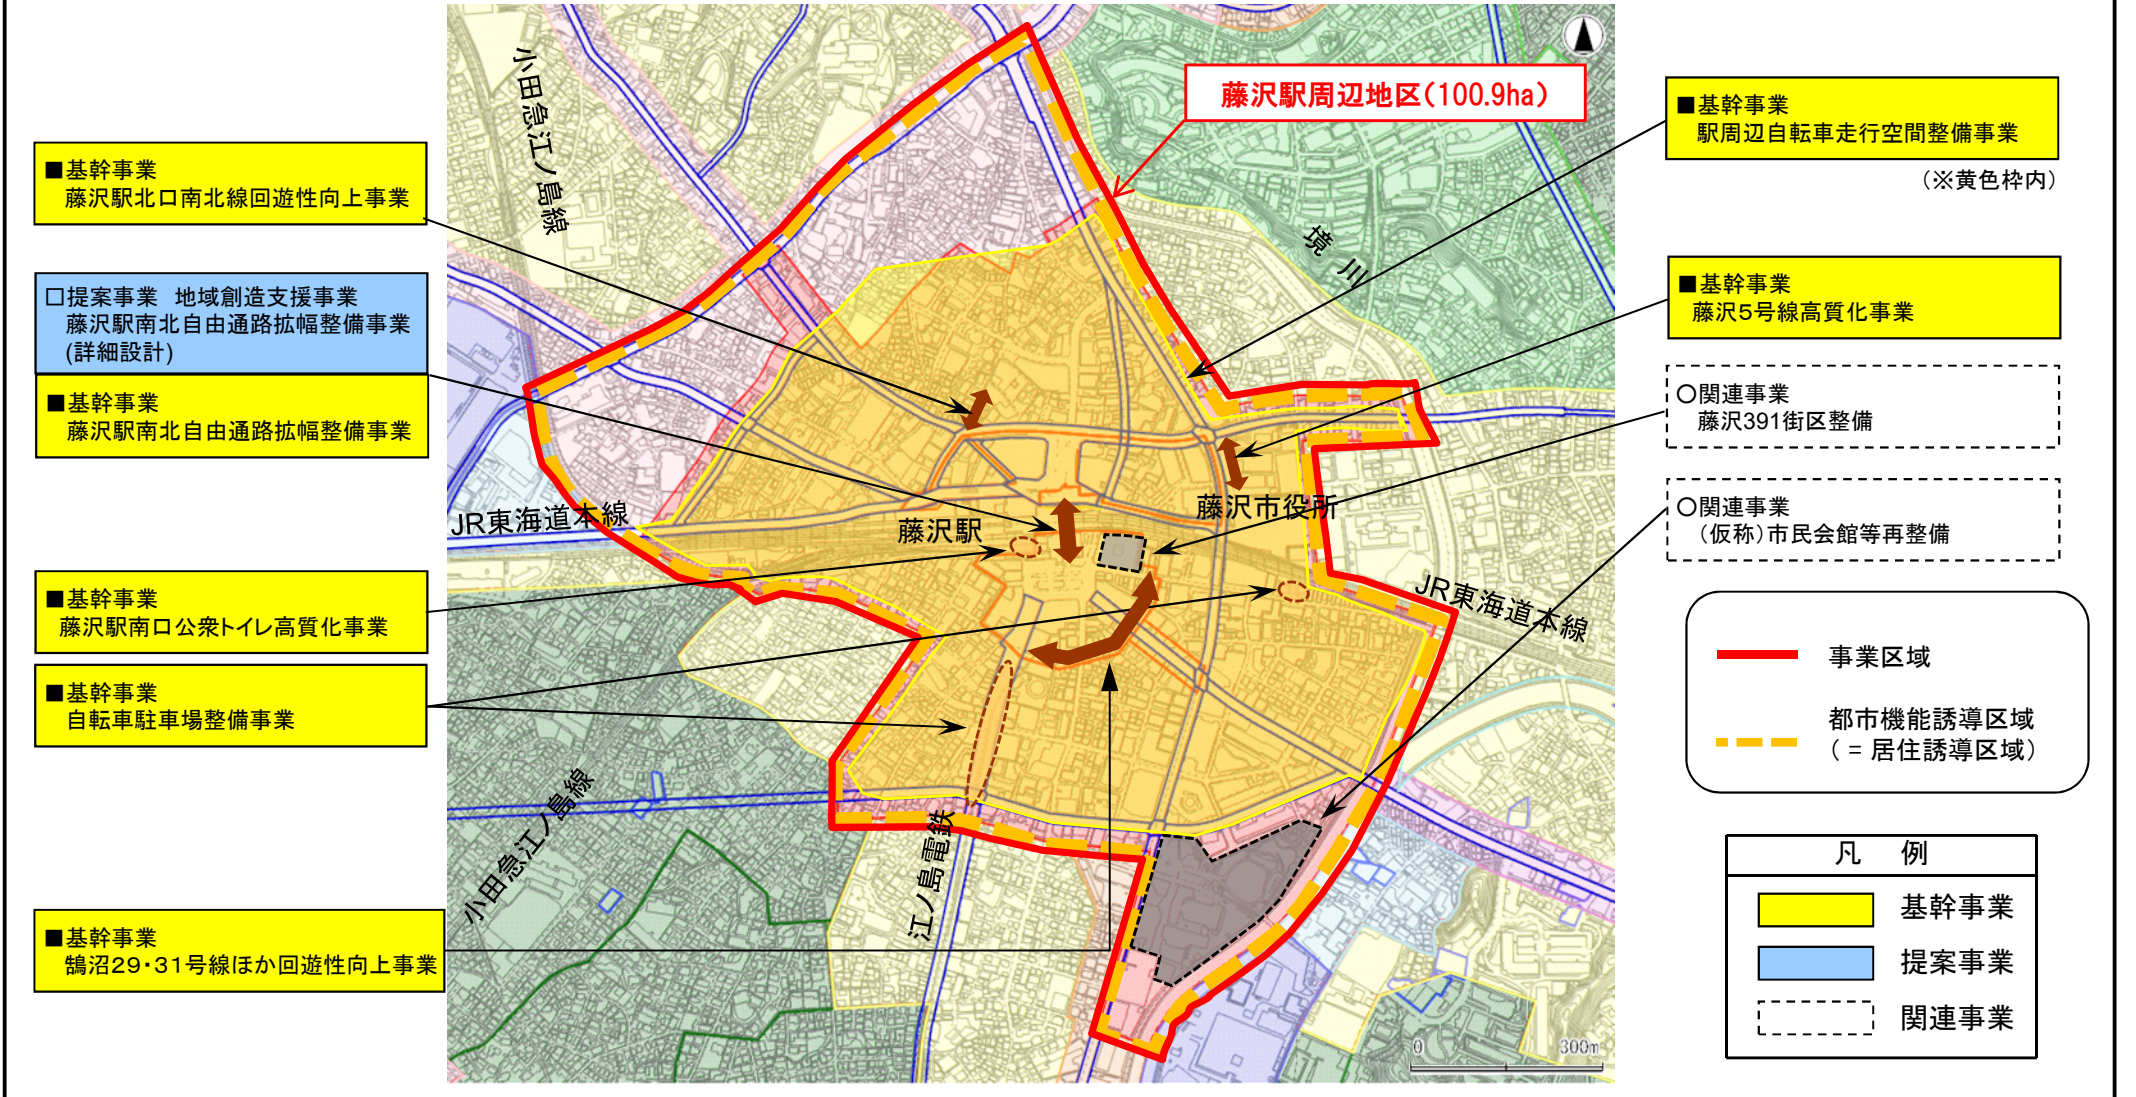 ■基幹事業
藤沢駅北口南北線回遊性向上事業
□提案事業 地域創造支援事業
藤沢駅南北自由通路拡幅整備事業
(詳細設計)
■基幹事業
藤沢駅南北自由通路拡幅整備事業
■基幹事業
藤沢駅南口公衆トイレ高質化事業
■基幹事業
自転車駐車場整備事業
■基幹事業
鵠沼29・31号線ほか回遊性向上事業
小田急江ノ島線
藤沢駅周辺地区(100.9ha)
境川
JR東海道本線
藤沢駅
藤沢市役所
JR東海道本線
小田急江ノ島線
江ノ島電鉄
0 300m
■基幹事業
駅周辺自転車走行空間整備事業
(※黄色枠内)
■基幹事業
藤沢5号線高質化事業
○関連事業
藤沢391街区整備
○関連事業
(仮称)市民会館等再整備
事業区域
都市機能誘導区域
(=居住誘導区域)
凡 例
基幹事業
提案事業
関連事業